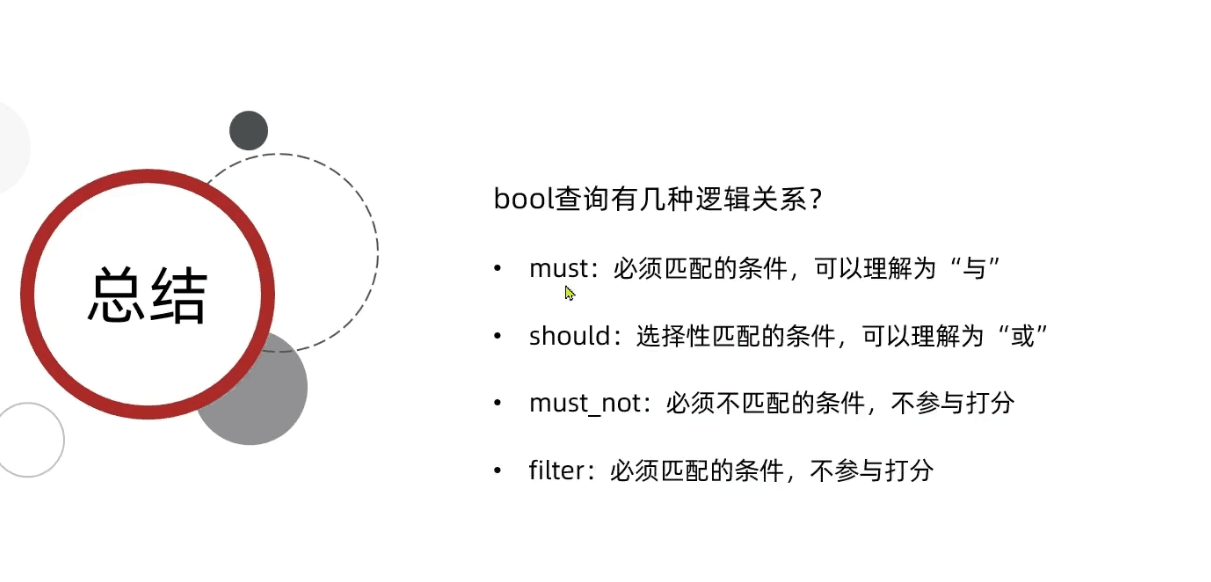 总结
bool查询有几种逻辑关系？
• must：必须匹配的条件，可以理解为“与”
• should：选择性匹配的条件，可以理解为“或”
• must_not：必须不匹配的条件，不参与打分
• filter：必须匹配的条件，不参与打分